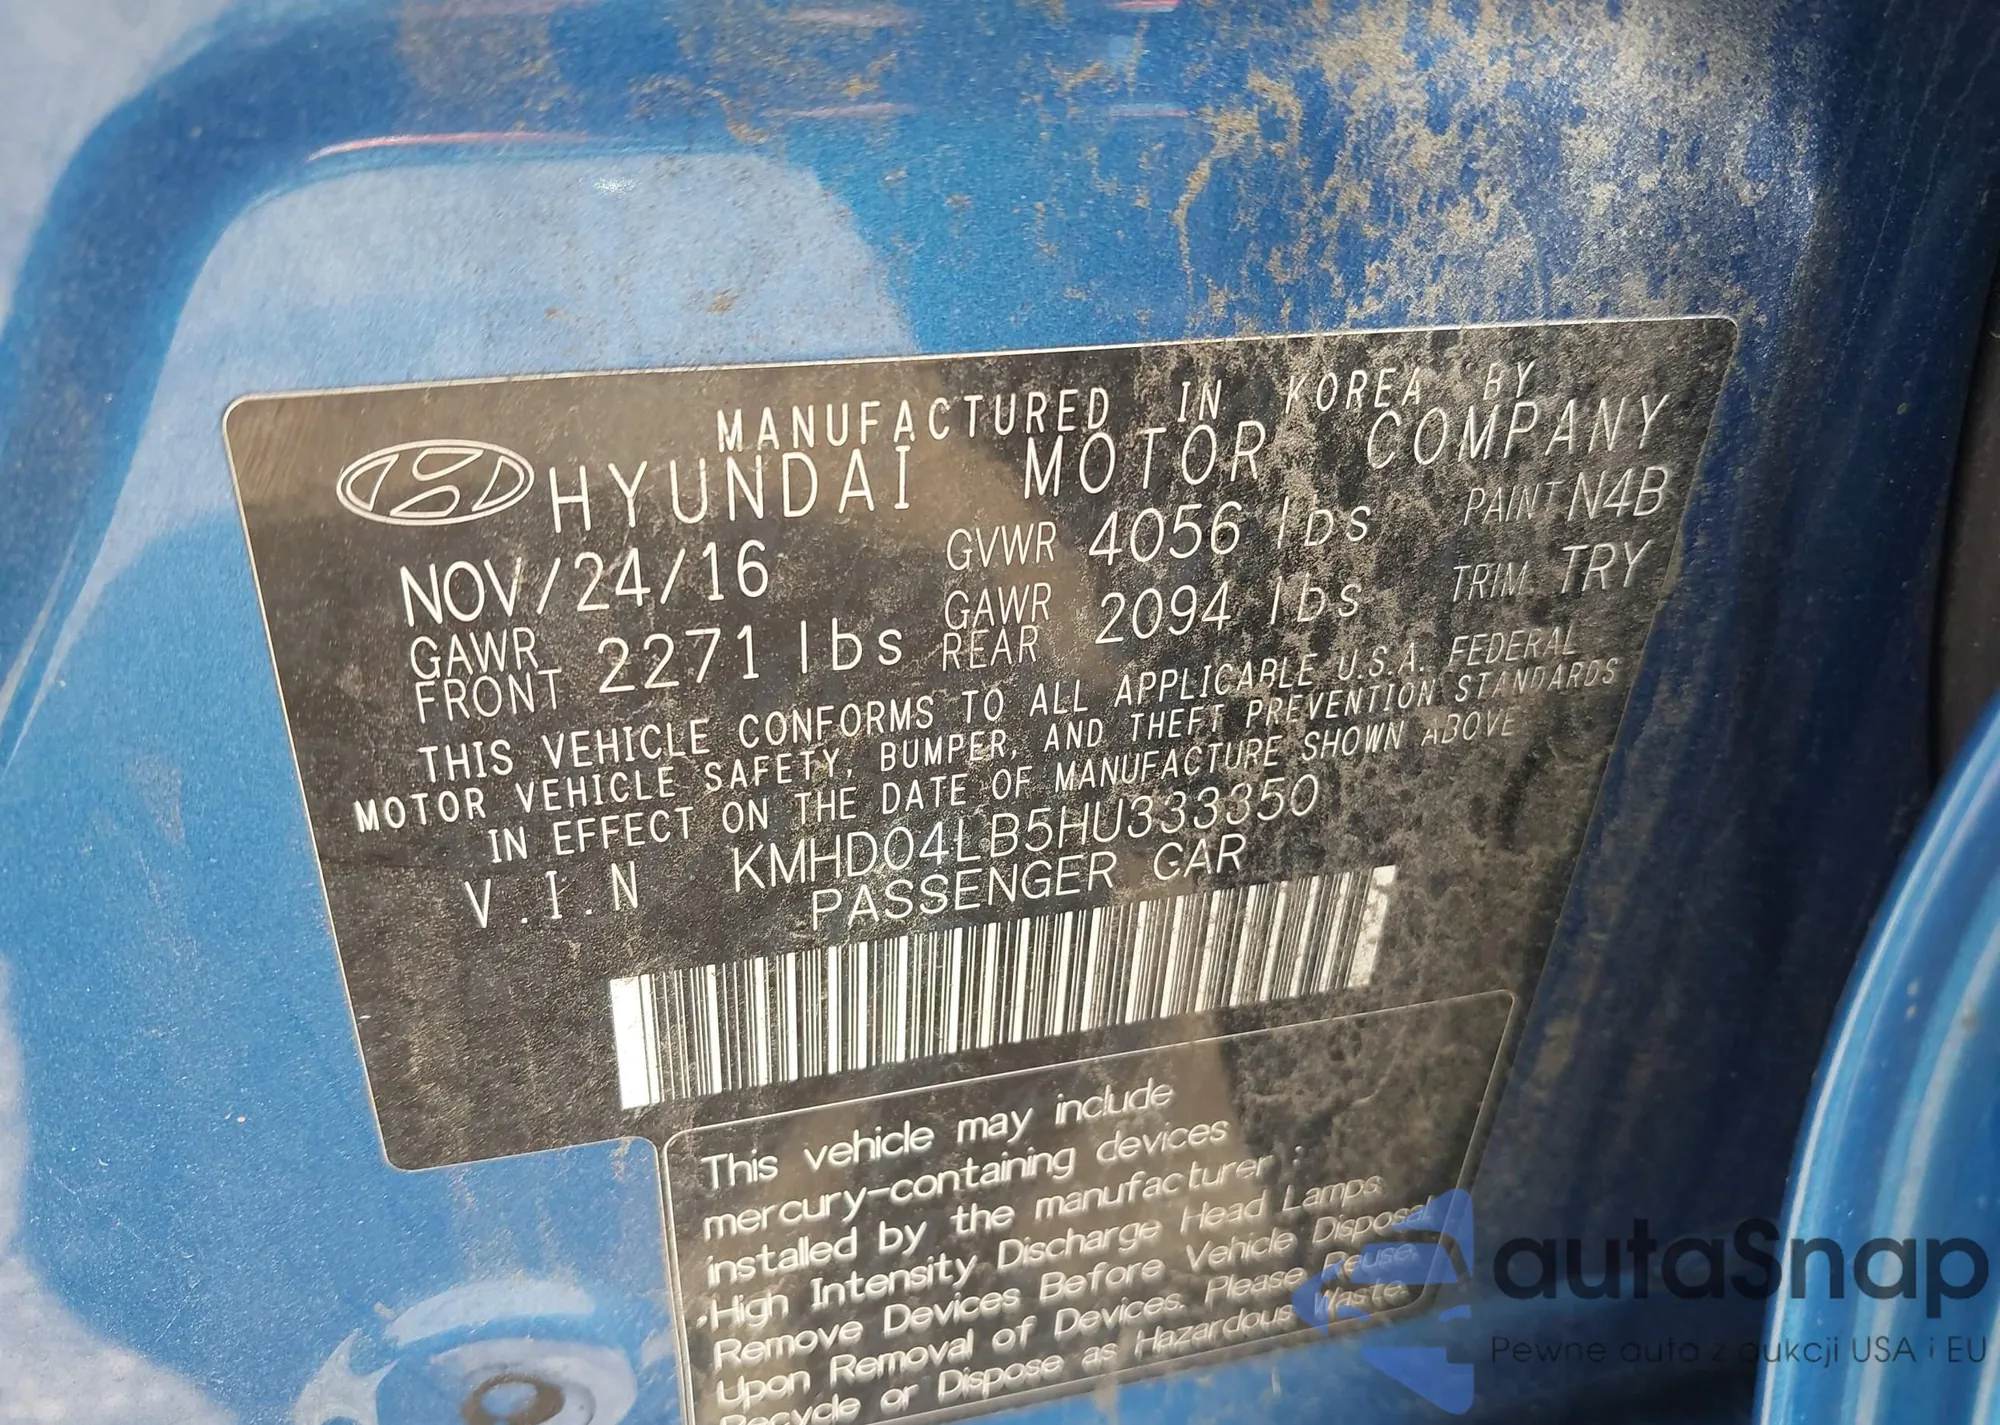 MANUFACTURED IN KOREA BY
HYUNDAI MOTOR COMPANY
NOV/24/16 GVWR 4056 lbs PAINT N4B
GAWR FRONT 2271 lbs GAWR REAR 2094 lbs TRIM TRY
THIS VEHICLE CONFORMS TO ALL APPLICABLE U.S.A. FEDERAL
MOTOR VEHICLE SAFETY, BUMPER, AND THEFT PREVENTION STANDARDS
IN EFFECT ON THE DATE OF MANUFACTURE SHOWN ABOVE
V.I.N KMHD04LB5HU333350
PASSENGER CAR
This vehicle may include
mercury-containing devices
installed by the manufacturer :
•High Intensity Discharge Head Lamps
Remove Devices Before Vehicle Disposal.
Upon Removal of Devices. Please Reuse,
Recycle or Dispose as Hazardous Waste.
autaSnap
Pewne auta z aukcji USA i EU